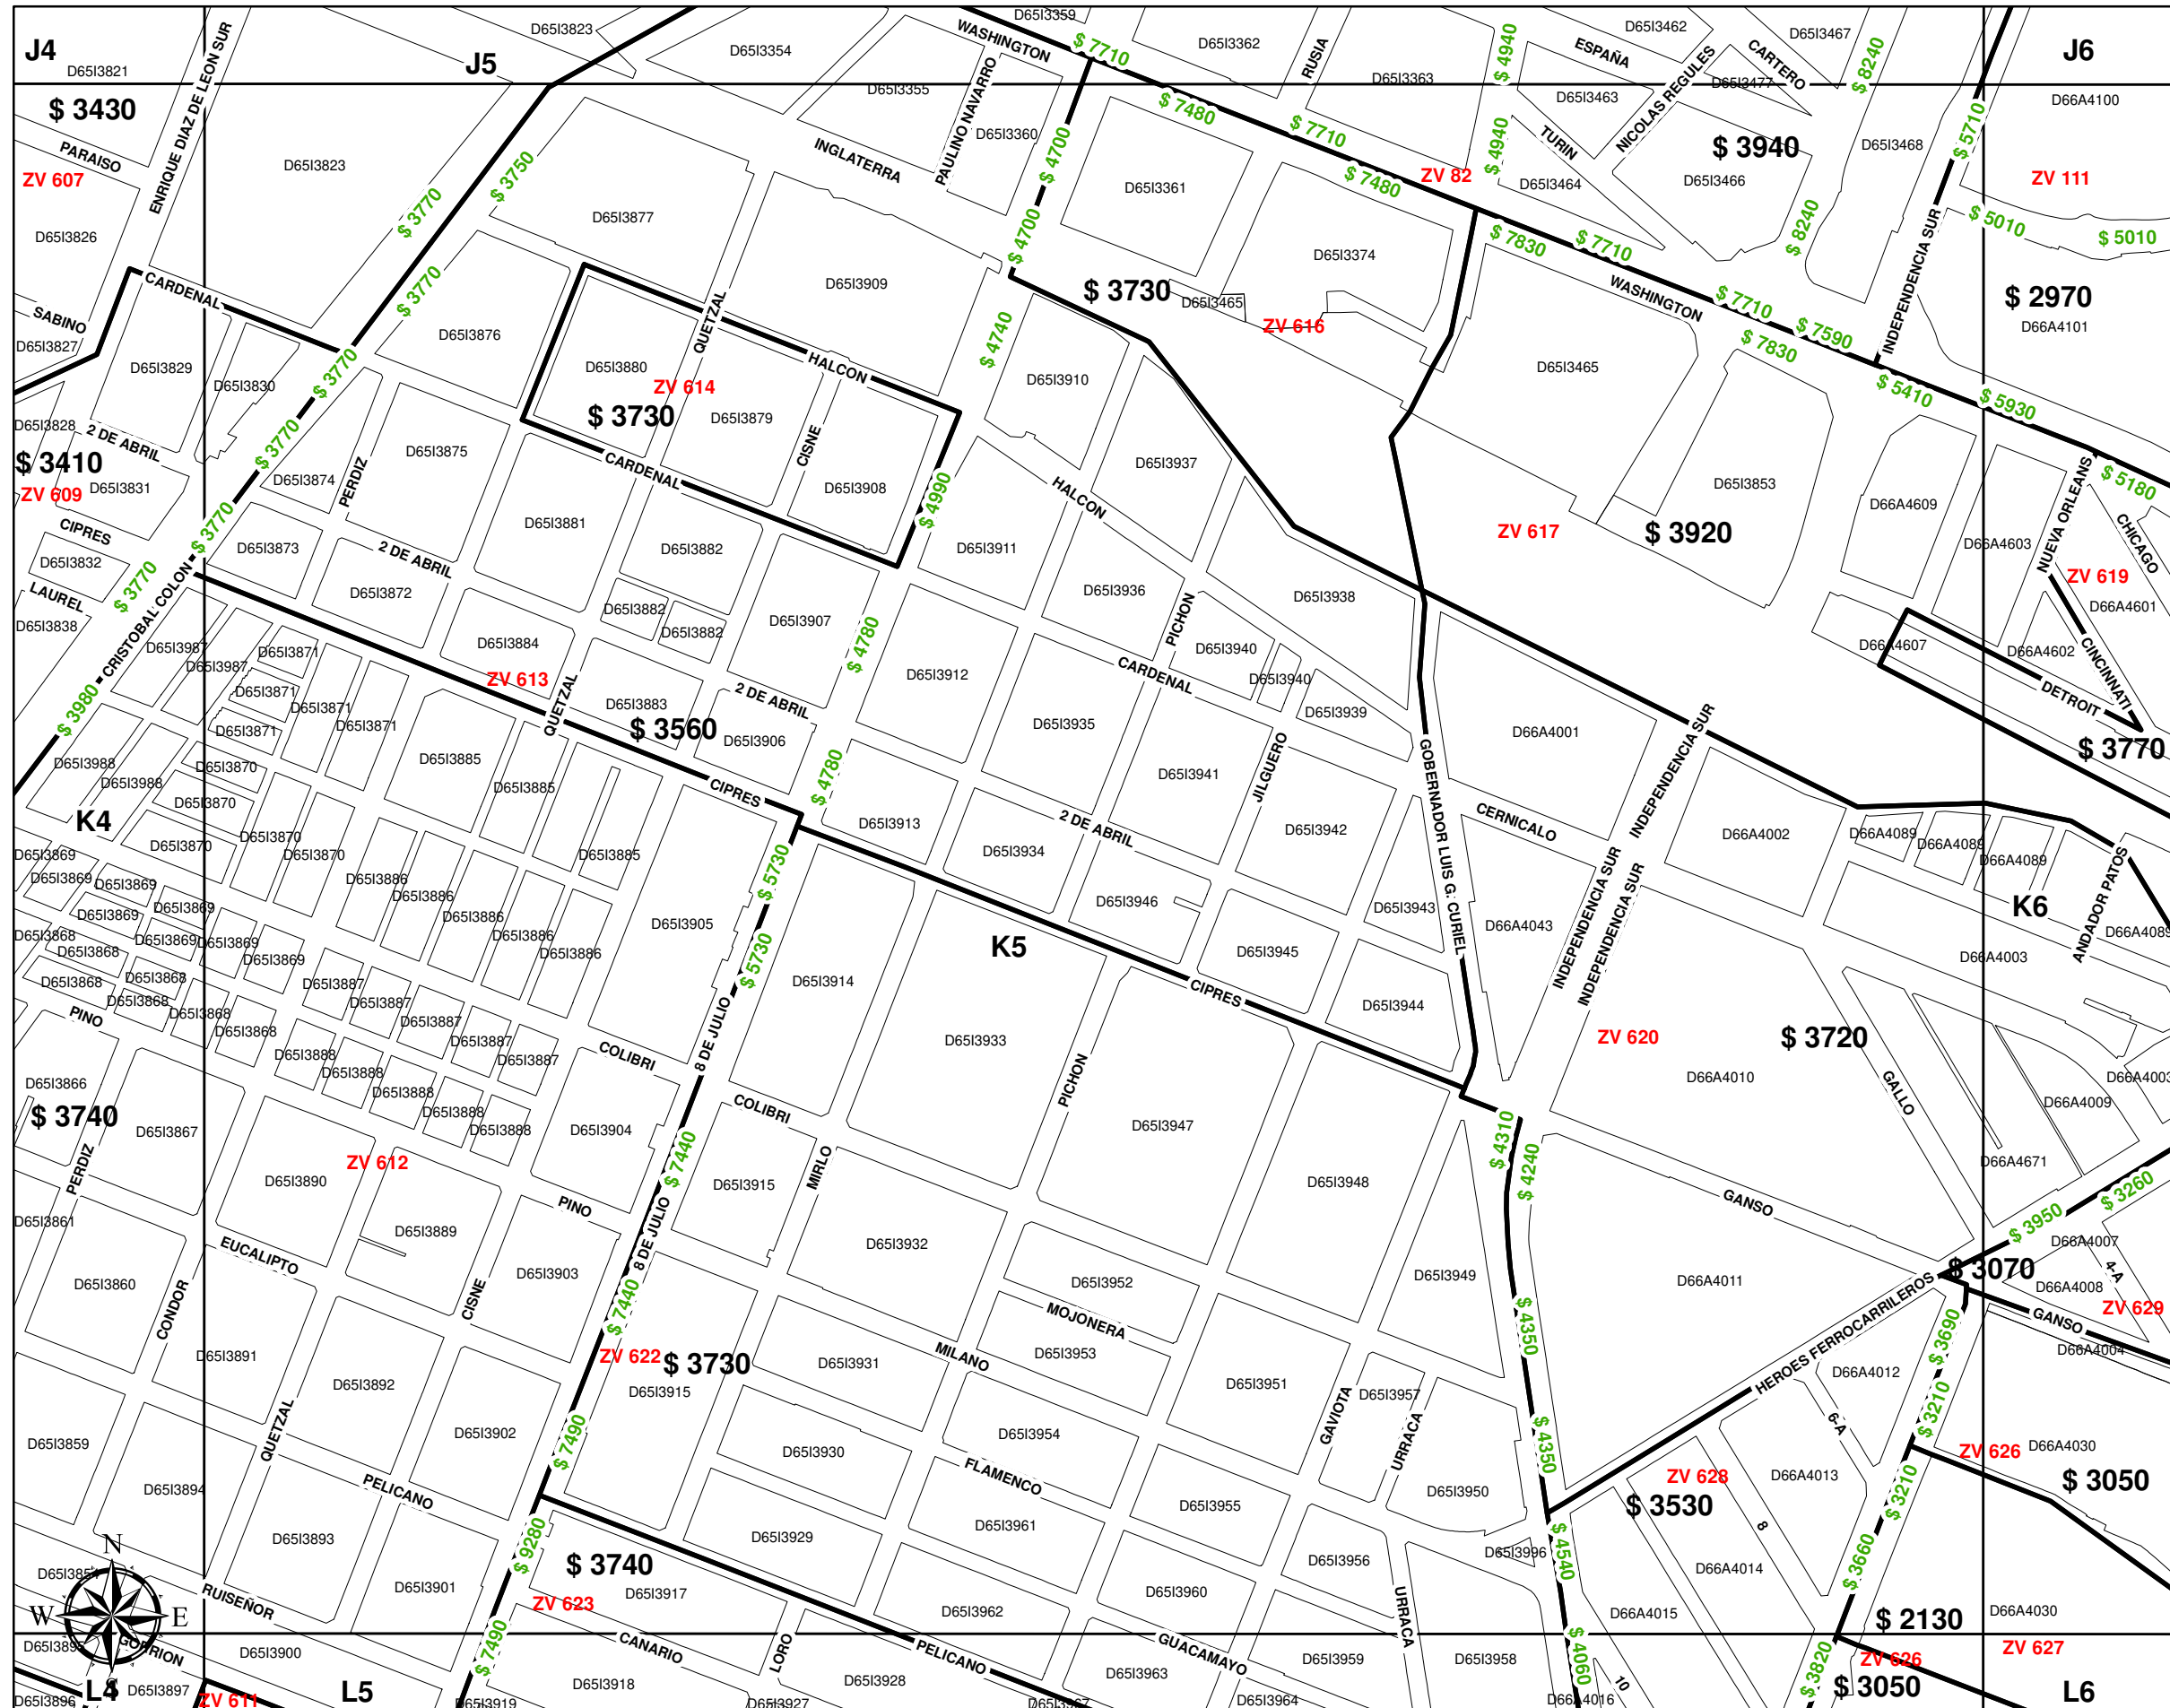 J4
J5
J6
D65I3821
D65I3823
D65I3354
D65I3359
WASHINGTON
$ 7710
D65I3362
RUSIA
D65I3363
$ 4940
ESPAÑA
D65I3462
NICOLAS REGULES
CARTERO
D65I3467
$ 8240
D65I3477
D66A4100
$ 3430
ENRIQUE DIAZ DE LEON SUR
PARAISO
ZV 607
D65I3823
D65I3355
PAULINO NAVARRO
D65I3360
INGLATERRA
$ 4700
$ 7480
$ 7710
$ 7480
ZV 82
$ 4940
D65I3463
TURIN
D65I3464
$ 3940
D65I3466
D65I3468
$ 5710
ZV 111
$ 5010
$ 5010
$ 3750
$ 3770
D65I3826
D65I3877
D65I3361
$ 4700
D65I3374
$ 7830
$ 7710
$ 8240
INDEPENDENCIA SUR
$ 2970
D66A4101
CARDENAL
$ 3770
D65I3909
QUETZAL
$ 3730
D65I3465
ZV 616
WASHINGTON
$ 7710
$ 7590
$ 7830
SABINO
D65I3827
D65I3829
D65I3830
$ 3770
D65I3876
D65I3880
ZV 614
$ 3730
D65I3879
HALCON
$ 4740
D65I3910
D65I3465
$ 5410
$ 5930
D65I3828
2 DE ABRIL
$ 3770
$ 3410
ZV 609
D65I3831
D65I3874
PERDIZ
D65I3875
CARDENAL
CISNE
D65I3908
$ 4990
HALCON
D65I3937
D65I3853
D66A4609
NUEVA ORLEANS
$ 5180
CHICAGO
CIPRES
D65I3832
$ 3770
D65I3873
2 DE ABRIL
D65I3881
D65I3882
D65I3911
ZV 617
$ 3920
D66A4603
ZV 619
D66A4601
LAUREL
D65I3838
$ 3770
CRISTOBAL COLON
D65I3872
D65I3882
D65I3882
D65I3907
$ 4780
D65I3936
PICHON
D65I3938
D65I3987
D65I3987
D65I3871
D65I3884
D65I3940
D66A4607
D66A4602
CINCINNATI
$ 3980
D65I3871
D65I3871
D65I3871
D65I3871
ZV 613
QUETZAL
D65I3883
$ 3560
2 DE ABRIL
D65I3906
D65I3912
CARDENAL
D65I3940
D65I3939
D65I3935
DETROIT
$ 3770
D65I3988
D65I3988
D65I3870
D65I3870
D65I3885
D65I3885
CIPRES
$ 4780
D65I3941
JILGUERO
GOBERNADOR LUIS G. CURIEL
D66A4001
INDEPENDENCIA SUR
K4
D65I3870
D65I3870
D65I3870
D65I3885
D65I3913
D65I3934
2 DE ABRIL
D65I3942
CERNICALO
D66A4002
D66A4089
D66A4089
D66A4089
D65I3869
D65I3869
D65I3869
D65I3869
D65I3869
D65I3869
D65I3869
D65I3869
D65I3886
D65I3886
D65I3886
D65I3886
D65I3886
D65I3905
$ 5730
$ 5730
D65I3946
D65I3943
D66A4043
INDEPENDENCIA SUR
INDEPENDENCIA SUR
K6
ANDADOR PATOS
D66A4089
D65I3868
D65I3868
D65I3868
D65I3868
D65I3868
D65I3868
D65I3868
D65I3887
D65I3887
D65I3887
D65I3887
D65I3887
K5
D65I3914
D65I3945
CIPRES
D65I3944
D66A4003
PINO
D65I3888
D65I3888
D65I3888
D65I3888
D65I3888
COLIBRI
8 DE JULIO
D65I3933
ZV 620
$ 3720
D66A4010
D65I3866
$ 3740
D65I3867
D65I3904
COLIBRI
PICHON
D65I3947
GALLO
D66A4009
D66A4003
PERDIZ
ZV 612
D65I3890
PINO
$ 7440
D65I3915
MIRLO
D65I3948
$ 4310
$ 4240
GANSO
D66A4671
$ 3260
$ 3950
D65I3861
EUCALIPTO
D65I3889
8 DE JULIO
D65I3932
D66A4007
D65I3860
CONDOR
D65I3903
CISNE
$ 7440
D65I3952
MOJONERA
D65I3949
$ 4350
D66A4011
$ 3070
D66A4008
4-A
ZV 629
GANSO
D66A4004
D65I3891
D65I3892
ZV 622
$ 3730
D65I3915
D65I3931
MILANO
D65I3953
D65I3951
GAVIOTA
D65I3957
URRACA
HEROES FERROCARRILEROS
$ 3690
D66A4012
$ 3210
D65I3859
QUETZAL
D65I3902
$ 7490
D65I3930
D65I3954
FLAMENCO
$ 4350
6-A
ZV 626
D66A4030
$ 3050
D65I3894
PELICANO
D65I3893
D65I3929
D65I3961
D65I3955
D65I3950
ZV 628
$ 3530
D66A4013
8
$ 3210
N
W
E
S
D65I3854
RUISEÑOR
D65I3901
$ 9280
$ 3740
D65I3917
ZV 623
D65I3962
D65I3960
D65I3956
D65I3996
$ 4540
D66A4014
$ 3660
$ 2130
D66A4030
ZV 627
D65I3895
GORRION
D65I3900
$ 7490
CANARIO
LORO
PELICANO
GUACAMAYO
D65I3959
URRACA
D65I3958
$ 4060
D66A4015
10
$ 3820
ZV 626
$ 3050
D65I3896
L4
D65I3897
ZV 611
L5
D65I3919
D65I3918
D65I3927
D65I3928
D65I3967
D65I3963
D65I3964
D66A4016
L6